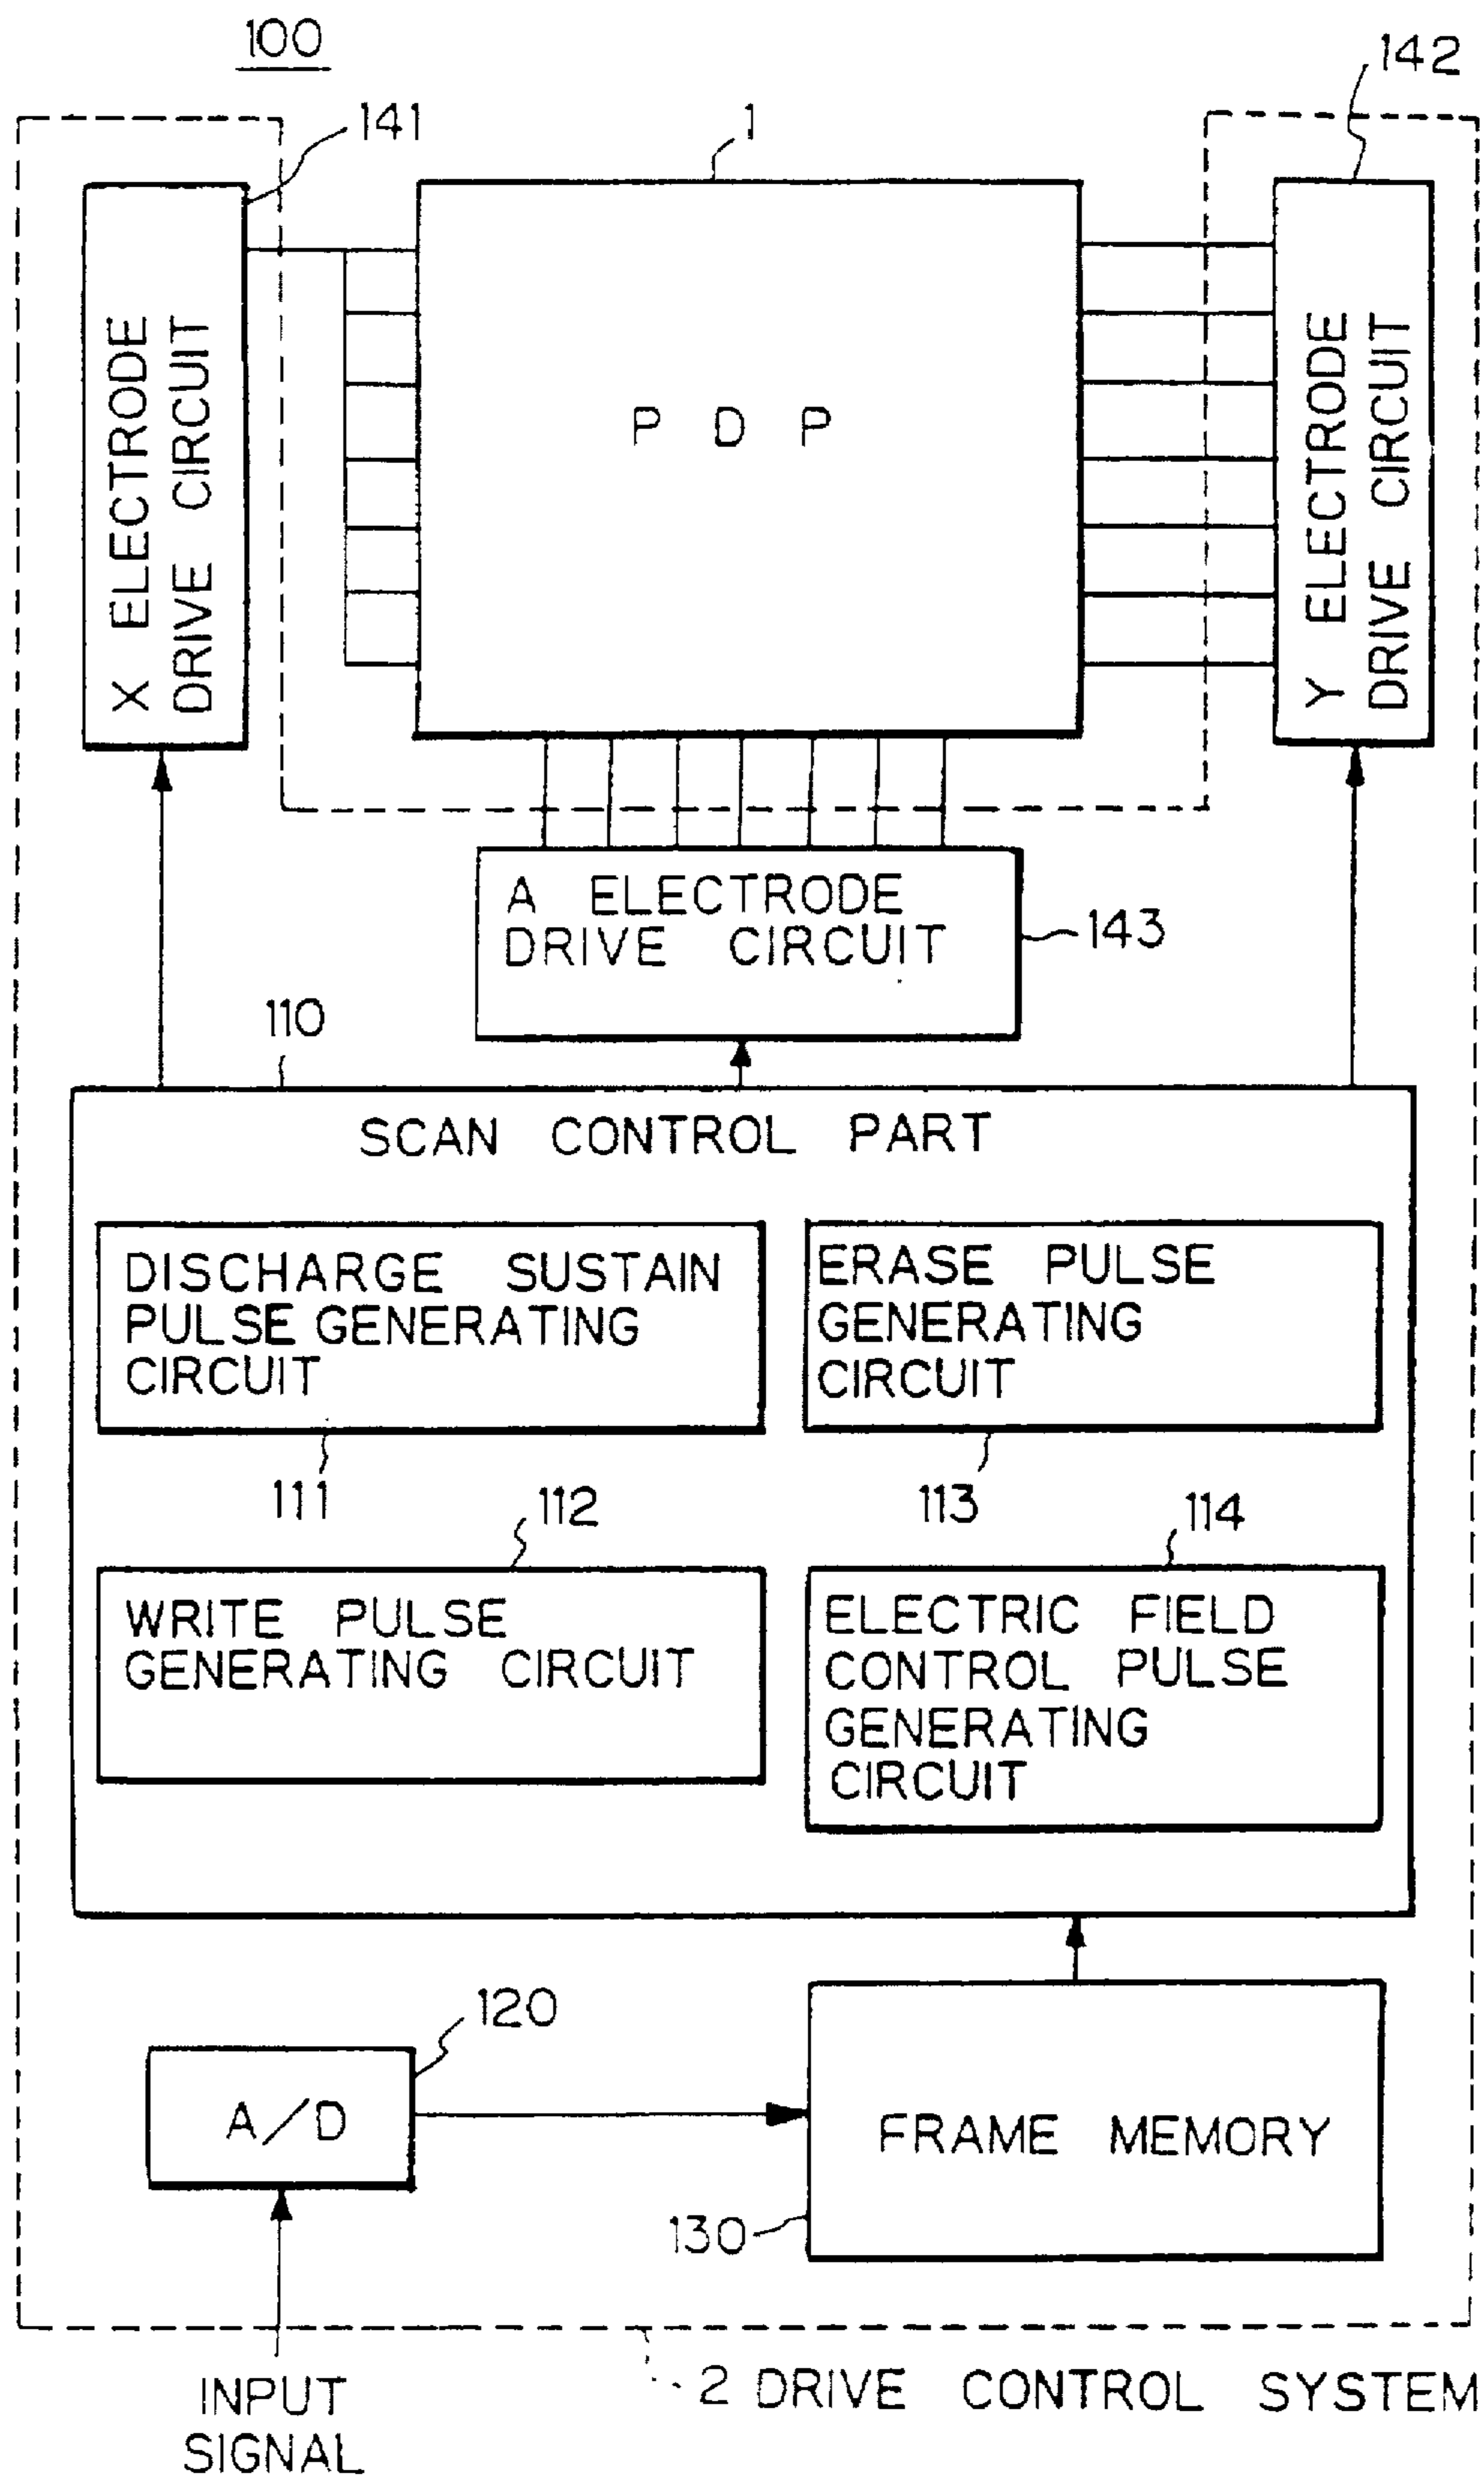 100
142
141
1
X ELECTRODE
DRIVE CIRCUIT
P D P
Y ELECTRODE
DRIVE CIRCUIT
A ELECTRODE
DRIVE CIRCUIT
143
110
SCAN CONTROL PART
DISCHARGE SUSTAIN
PULSE GENERATING
CIRCUIT
ERASE PULSE
GENERATING
CIRCUIT
111
113
112
114
WRITE PULSE
GENERATING CIRCUIT
ELECTRIC FIELD
CONTROL PULSE
GENERATING
CIRCUIT
120
A/D
FRAME MEMORY
130
2 DRIVE CONTROL SYSTEM
INPUT
SIGNAL